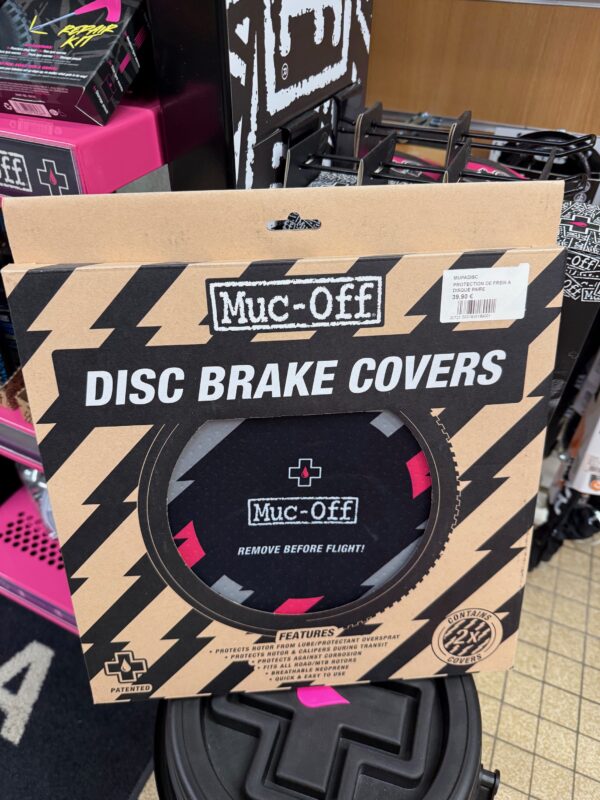 REPAIR
KIT
Muc-Off
MUPADISC
PROTECTION DE FREIN A
DISQUE PAIRE
39.90 €
Muc-Off
DISC BRAKE COVERS
Muc-Off
REMOVE BEFORE FLIGHT!
FEATURES
• PROTECTS ROTOR FROM LUBE/PROTECTANT OVERSPRAY
• PROTECTS ROTOR & CALIPERS DURING TRANSIT
• PROTECTS AGAINST CORROSION
• FITS ALL ROAD/MTB ROTORS
• BREATHABLE NEOPRENE
• QUICK & EASY TO USE
CONTAINS
2X
COVERS
PATENTED
A